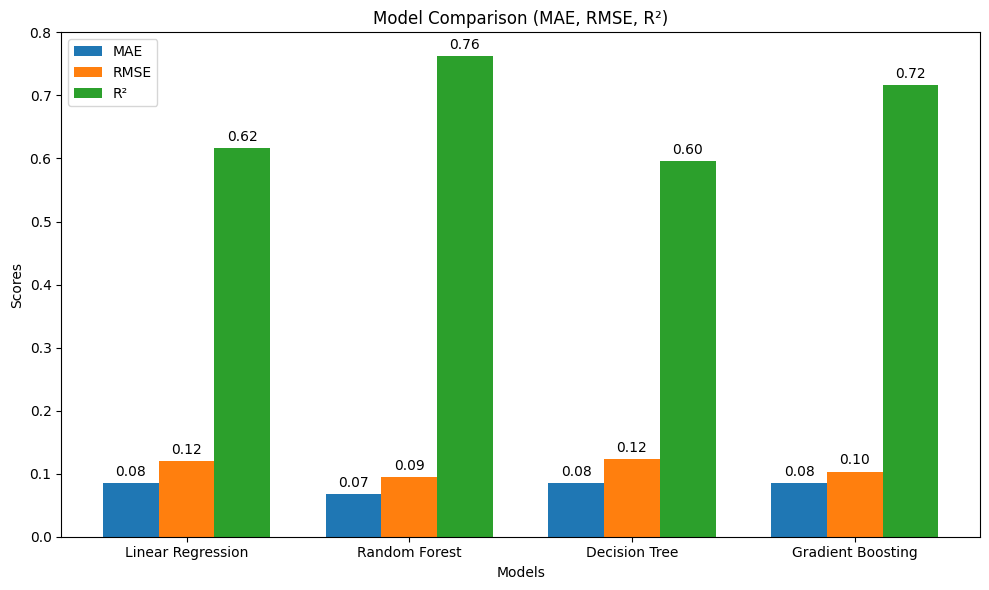 Model Comparison (MAE, RMSE, R²)
MAE
RMSE
R²
Scores
0.8
0.7
0.6
0.5
0.4
0.3
0.2
0.1
0.0
0.08
0.12
0.62
0.07
0.09
0.76
0.08
0.12
0.60
0.08
0.10
0.72
Linear Regression
Random Forest
Decision Tree
Gradient Boosting
Models